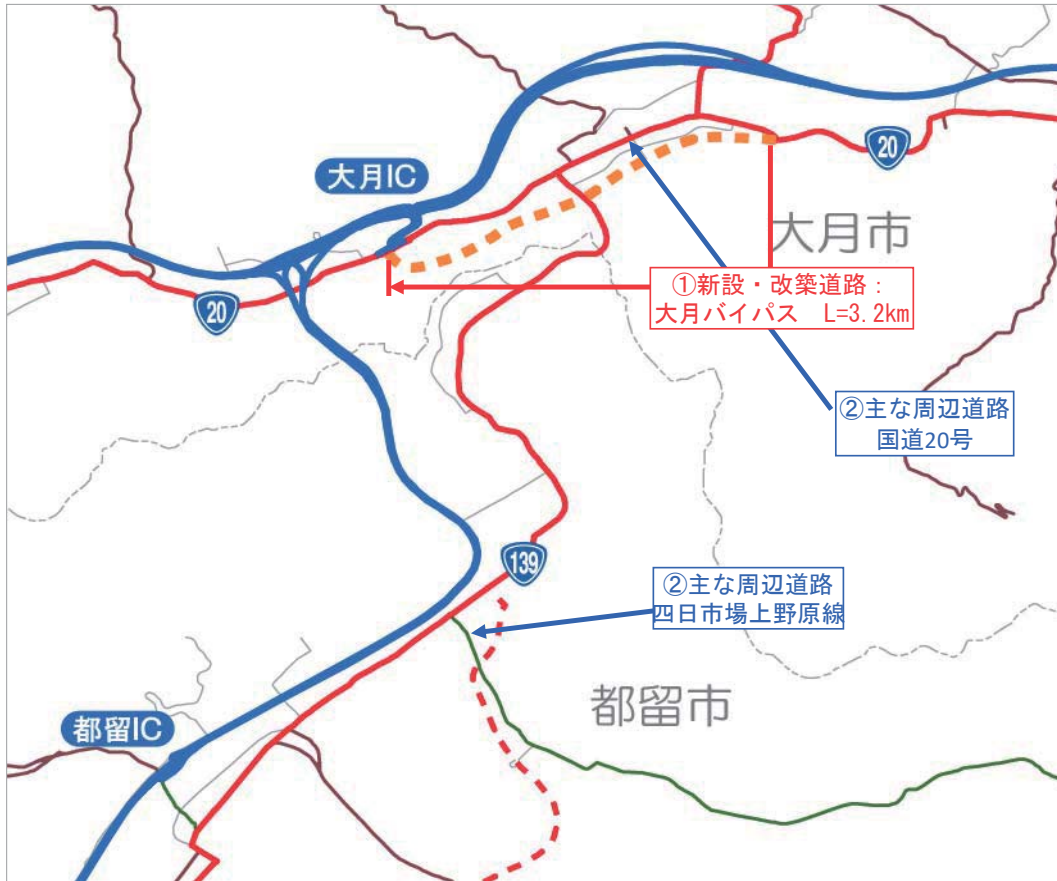 20
大月IC
大月市
①新設・改築道路：
大月バイパス　L=3.2km
20
②主な周辺道路
国道20号
139
②主な周辺道路
四日市場上野原線
都留市
都留IC